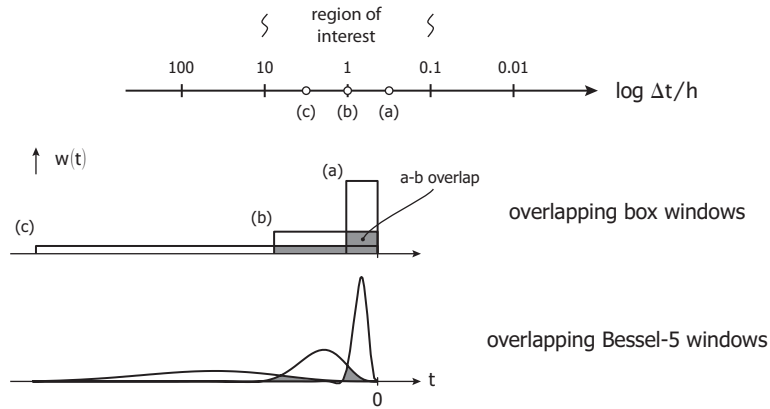 region of
interest
100 10 1 0.1 0.01
log Δt/h
(c) (b) (a)
w(t)
(a)
a-b overlap
(b)
(c)
overlapping box windows
overlapping Bessel-5 windows
t
0